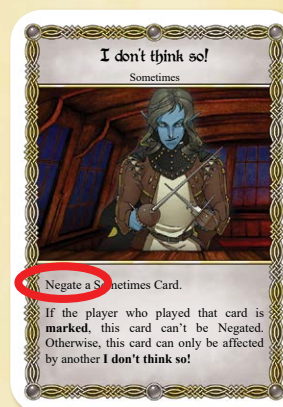 I don't think so!
Sometimes
Negate a Sometimes Card.
If the player who played that card is
marked, this card can't be Negated.
Otherwise, this card can only be affected
by another I don't think so!